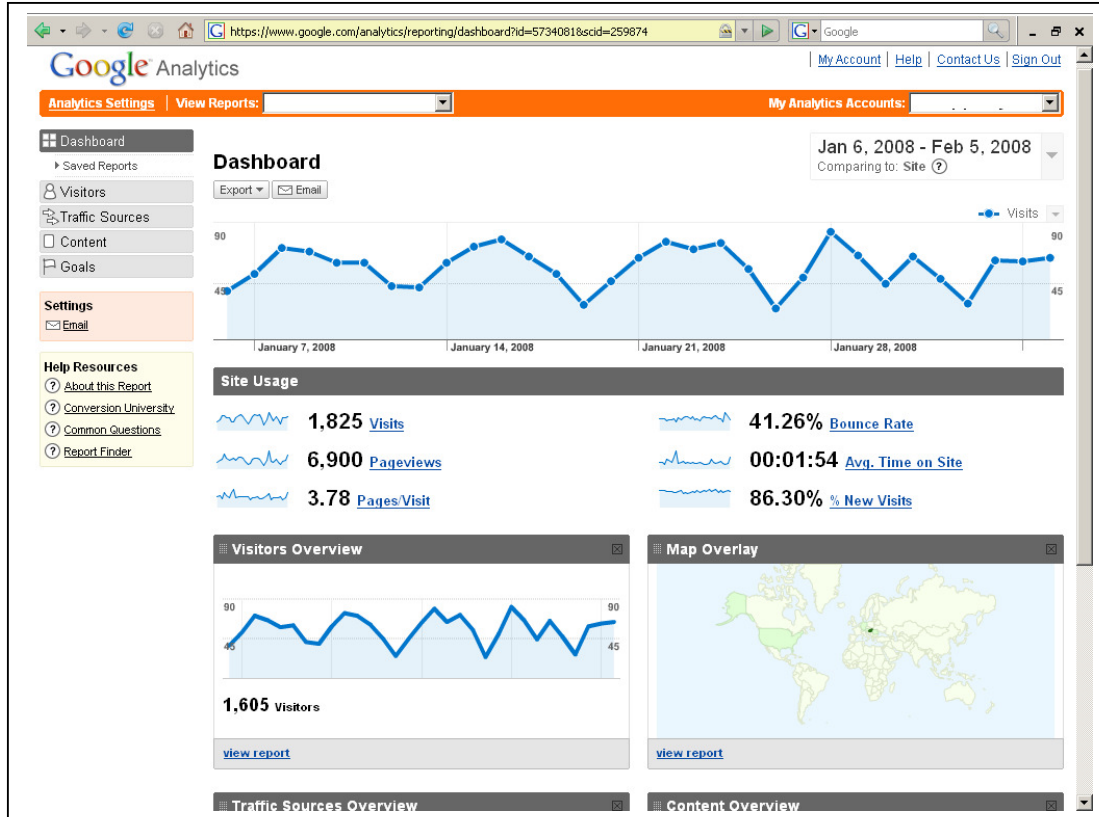 https://www.google.com/analytics/reporting/dashboard?id=5734081&scid=259874
Google
Google Analytics
My Account | Help | Contact Us | Sign Out
Analytics Settings | View Reports:
My Analytics Accounts:
Dashboard
Saved Reports
Visitors
Traffic Sources
Content
Goals
Settings
Email
Help Resources
About this Report
Conversion University
Common Questions
Report Finder
Dashboard
Export
Email
Jan 6, 2008 - Feb 5, 2008
Comparing to: Site
Visits
90
90
45
45
January 7, 2008
January 14, 2008
January 21, 2008
January 28, 2008
Site Usage
1,825 Visits
41.26% Bounce Rate
6,900 Pageviews
00:01:54 Avg. Time on Site
3.78 Pages/Visit
86.30% % New Visits
Visitors Overview
90
90
45
45
1,605 Visitors
view report
Map Overlay
view report
Traffic Sources Overview
Content Overview